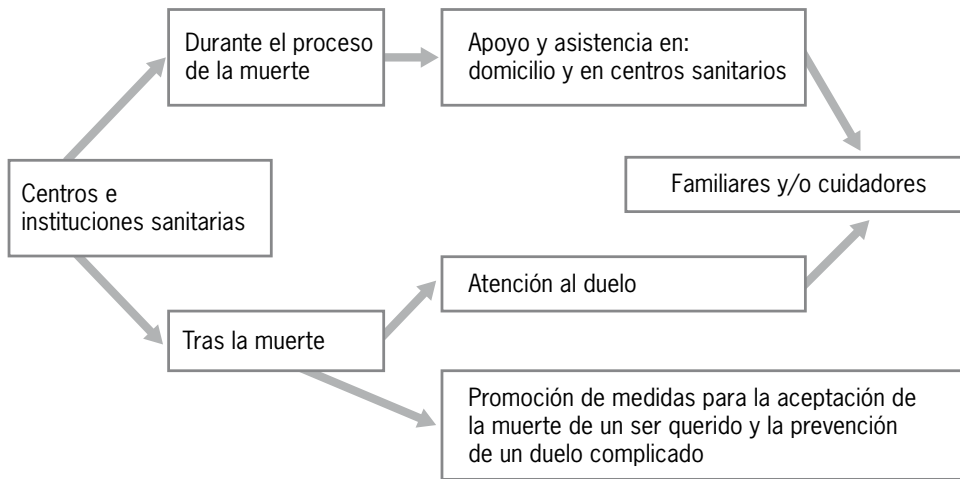 Durante el proceso
de la muerte
Apoyo y asistencia en:
domicilio y en centros sanitarios
Centros e
instituciones sanitarias
Familiares y/o cuidadores
Atención al duelo
Tras la muerte
Promoción de medidas para la aceptación de
la muerte de un ser querido y la prevención
de un duelo complicado